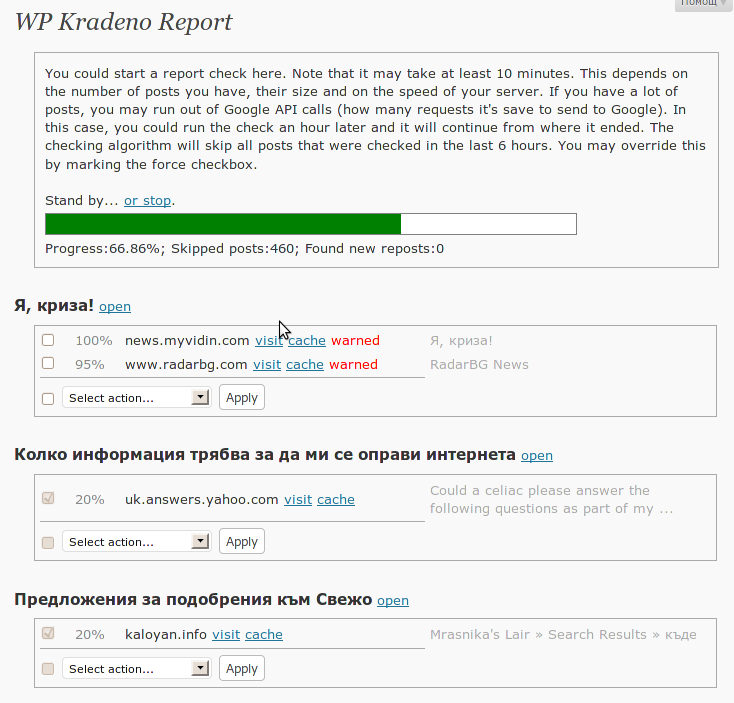 Помощ
WP Kradeno Report
You could start a report check here. Note that it may take at least 10 minutes. This depends on
the number of posts you have, their size and on the speed of your server. If you have a lot of
posts, you may run out of Google API calls (how many requests it's save to send to Google). In
this case, you could run the check an hour later and it will continue from where it ended. The
checking algorithm will skip all posts that were checked in the last 6 hours. You may override this
by marking the force checkbox.
Stand by... or stop.
Progress:66.86%; Skipped posts:460; Found new reposts:0
Я, криза! open
100% news.myvidin.com visit cache warned Я, криза!
95% www.radarbg.com visit cache warned RadarBG News
Select action... Apply
Колко информация трябва за да ми се оправи интернета open
20% uk.answers.yahoo.com visit cache Could a celiac please answer the
following questions as part of my ...
Select action... Apply
Предложения за подобрения към Свежо open
20% kaloyan.info visit cache Mrasnika's Lair » Search Results » къде
Select action... Apply